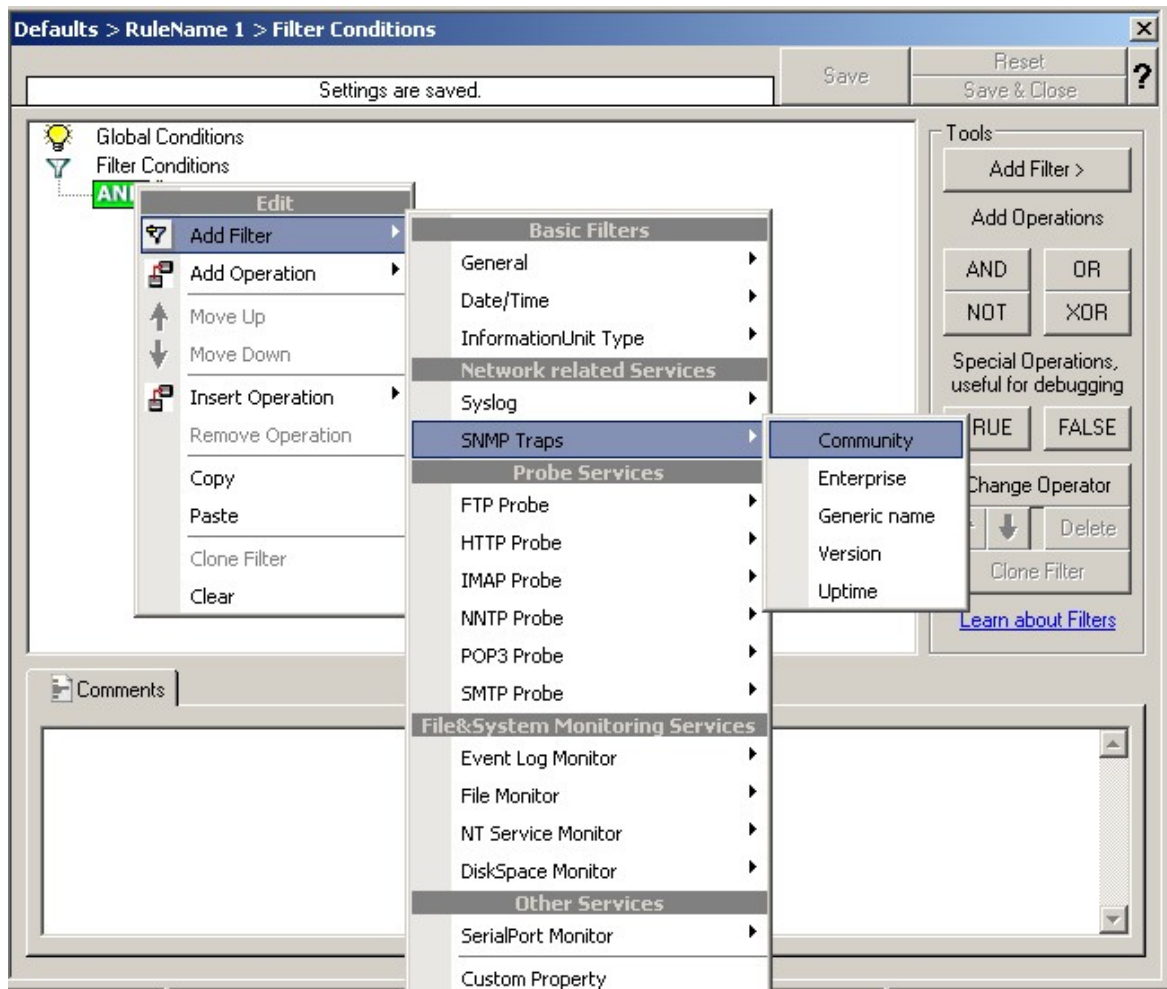 Defaults > RuleName 1 > Filter Conditions
Settings are saved.
Save
Reset
Save & Close
?
Global Conditions
Filter Conditions
Edit
Add Filter
Add Operation
Move Up
Move Down
Insert Operation
Remove Operation
Copy
Paste
Clone Filter
Clear
Basic Filters
General
Date/Time
InformationUnit Type
Network related Services
Syslog
SNMP Traps
Probe Services
FTP Probe
HTTP Probe
IMAP Probe
NNTP Probe
POP3 Probe
SMTP Probe
File&System Monitoring Services
Event Log Monitor
File Monitor
NT Service Monitor
DiskSpace Monitor
Other Services
SerialPort Monitor
Custom Property
Community
Enterprise
Generic name
Version
Uptime
Tools
Add Filter >
Add Operations
AND
OR
NOT
XOR
Special Operations,
useful for debugging
RUE
FALSE
Change Operator
Delete
Clone Filter
Learn about Filters
Comments